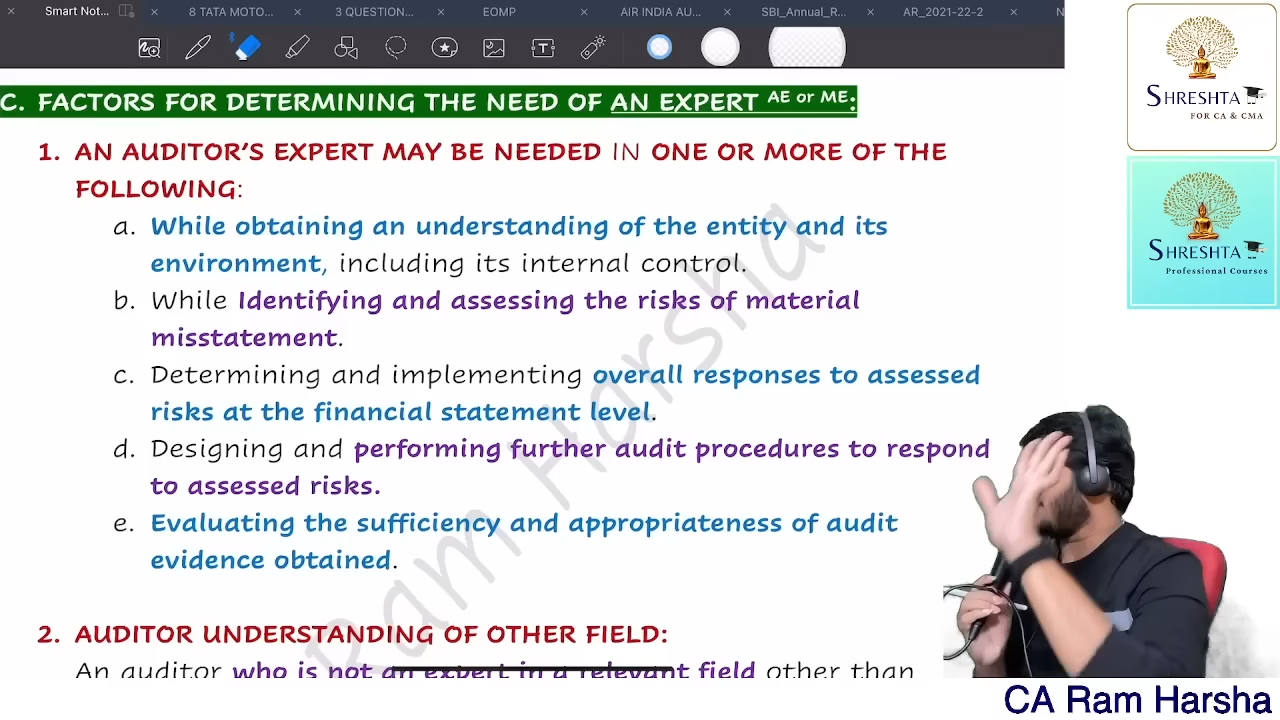 Smart Not...
8 TATA MOTO...
3 QUESTION...
EOMP
AIR INDIA AU...
SBI_Annual_R...
AR_2021-22-2
N
T
SHRESHTA
FOR CA & CMA
SHRESHTA
Professional Courses
C. FACTORS FOR DETERMINING THE NEED OF AN EXPERT AE or ME:
1. AN AUDITOR'S EXPERT MAY BE NEEDED IN ONE OR MORE OF THE
FOLLOWING:
a. While obtaining an understanding of the entity and its
environment, including its internal control.
b. While Identifying and assessing the risks of material
misstatement.
c. Determining and implementing overall responses to assessed
risks at the financial statement level.
d. Designing and performing further audit procedures to respond
to assessed risks.
e. Evaluating the sufficiency and appropriateness of audit
evidence obtained.
2. AUDITOR UNDERSTANDING OF OTHER FIELD:
An auditor who is not an expert in a relevant field other than
Ram Harsha
CA Ram Harsha